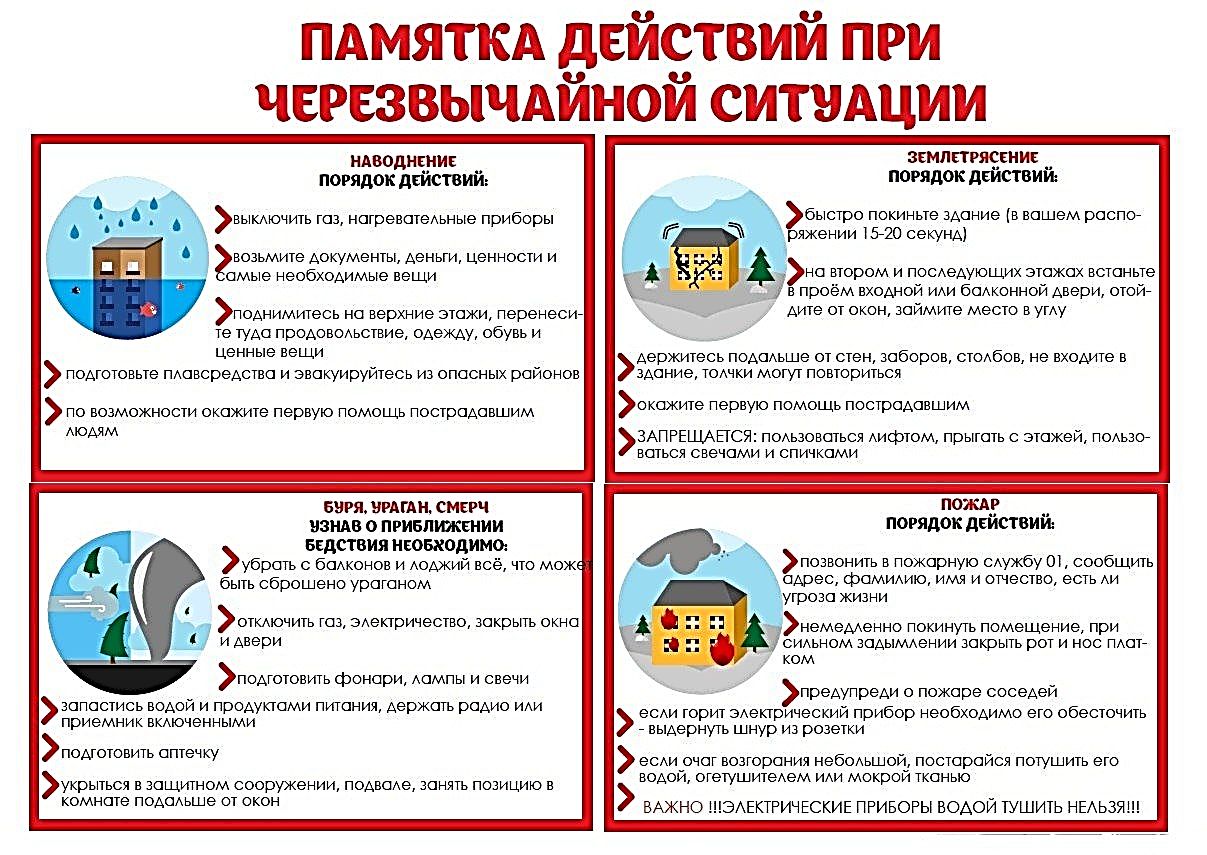 ПАМЯТКА ДЕЙСТВИЙ ПРИ
ЧЕРЕЗВЫЧАЙНОЙ СИТУАЦИИ
НАВОДНЕНИЕ
ПОРЯДОК ДЕЙСТВИЙ:
выключить газ, нагревательные приборы
возьмите документы, деньги, ценности и
самые необходимые вещи
поднимитесь на верхние этажи, перенеси-
те туда продовольствие, одежду, обувь и
ценные вещи
подготовьте плавсредства и эвакуируйтесь из опасных районов
по возможности окажите первую помощь пострадавшим
людям
ЗЕМЛЕТРЯСЕНИЕ
ПОРЯДОК ДЕЙСТВИЙ:
быстро покиньте здание (в вашем распо-
ряжении 15-20 секунд)
на втором и последующих этажах встаньте
в проём входной или балконной двери, отой-
дите от окон, займите место в углу
держитесь подальше от стен, заборов, столбов, не входите в
здание, толчки могут повториться
окажите первую помощь пострадавшим
ЗАПРЕЩАЕТСЯ: пользоваться лифтом, прыгать с этажей, пользо-
ваться свечами и спичками
БУРЯ, УРАГАН, СМЕРЧ
УЗНАВ О ПРИБЛИЖЕНИИ
БЕДСТВИЯ НЕОБХОДИМО:
убрать с балконов и лоджий всё, что может
быть сброшено ураганом
отключить газ, электричество, закрыть окна
и двери
подготовить фонари, лампы и свечи
запастись водой и продуктами питания, держать радио или
приемник включенными
подготовить аптечку
укрыться в защитном сооружении, подвале, занять позицию в
комнате подальше от окон
ПОЖАР
ПОРЯДОК ДЕЙСТВИЙ:
позвонить в пожарную службу 01, сообщить
адрес, фамилию, имя и отчество, есть ли
угроза жизни
немедленно покинуть помещение, при
сильном задымлении закрыть рот и нос плат-
ком
предупреди о пожаре соседей
если горит электрический прибор необходимо его обесточить
- выдернуть шнур из розетки
если очаг возгорания небольшой, постарайся потушить его
водой, огетушителем или мокрой тканью
ВАЖНО !!!ЭЛЕКТРИЧЕСКИЕ ПРИБОРЫ ВОДОЙ ТУШИТЬ НЕЛЬЗЯ!!!